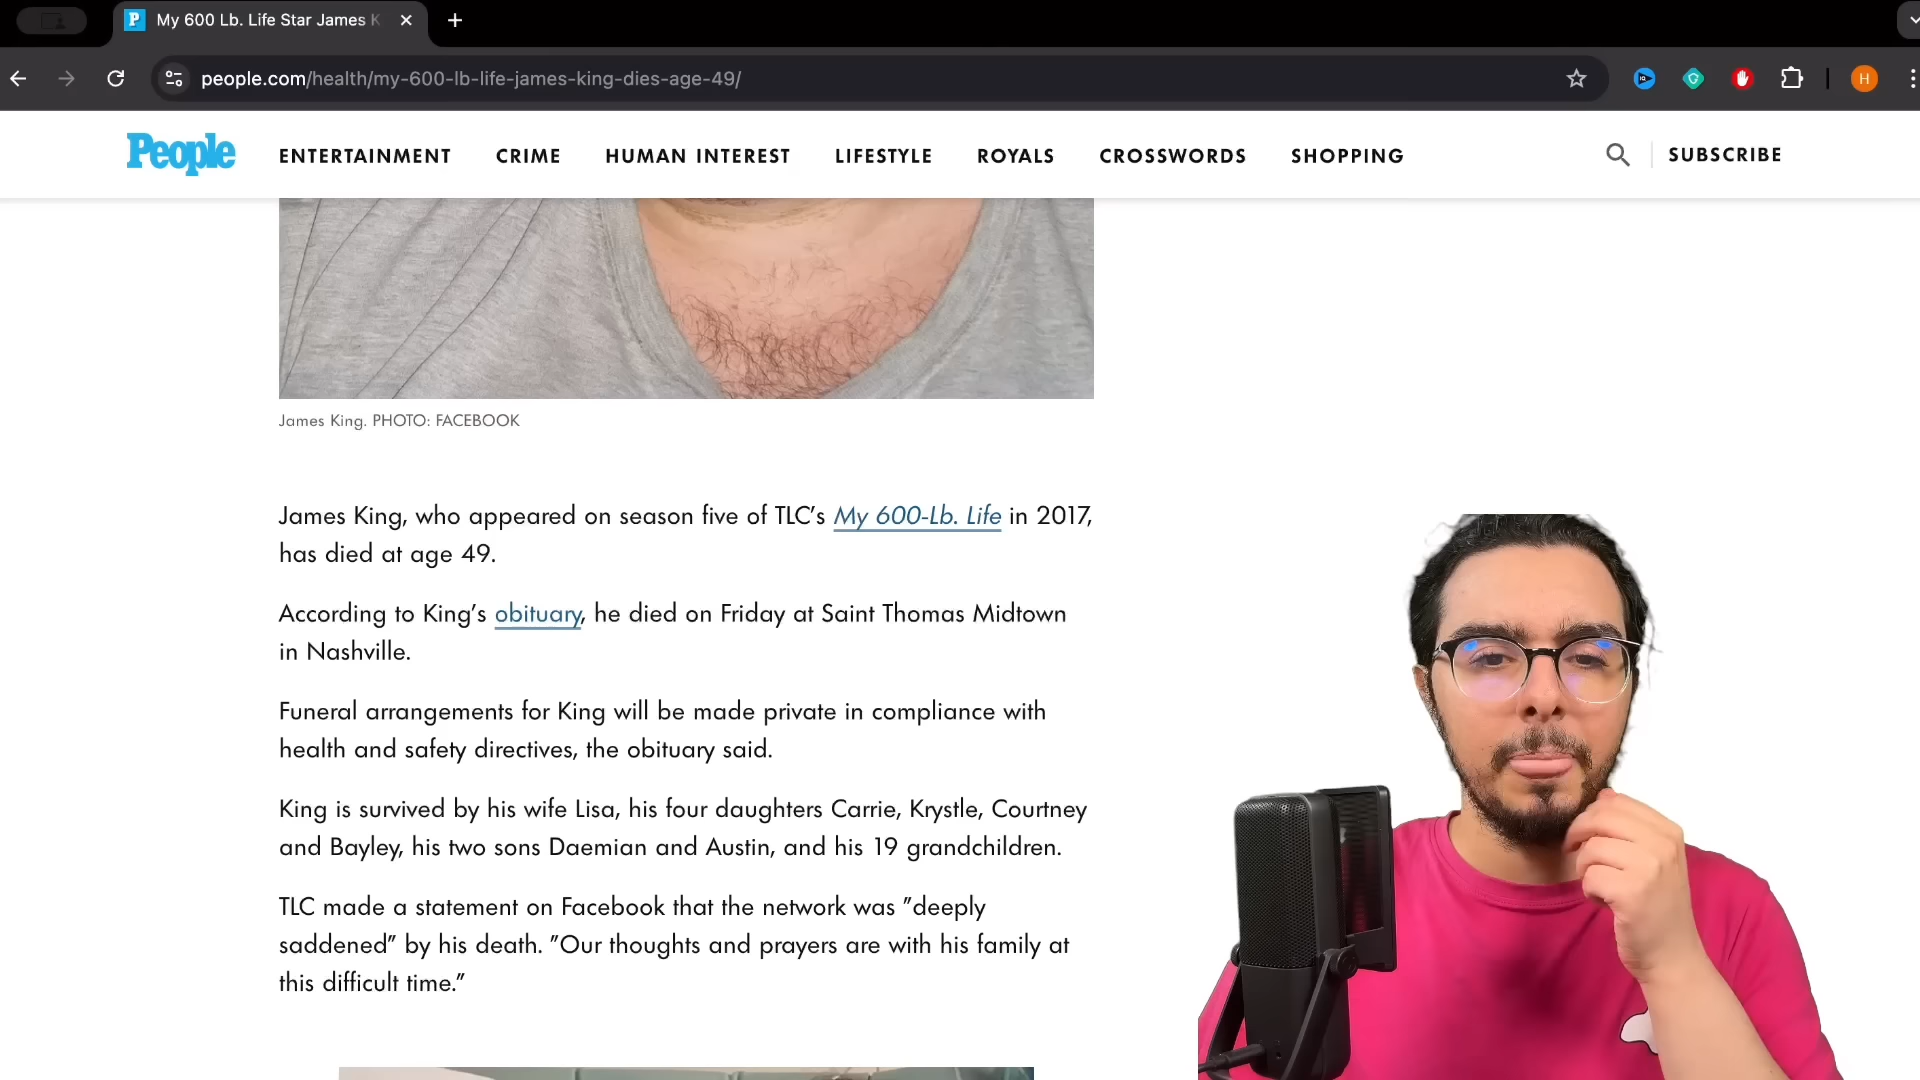 My 600 Lb. Life Star James K
people.com/health/my-600-lb-life-james-king-dies-age-49/
H
People
ENTERTAINMENT CRIME HUMAN INTEREST LIFESTYLE ROYALS CROSSWORDS SHOPPING
SUBSCRIBE
James King. PHOTO: FACEBOOK
James King, who appeared on season five of TLC’s My 600-Lb. Life in 2017,
has died at age 49.
According to King’s obituary, he died on Friday at Saint Thomas Midtown
in Nashville.
Funeral arrangements for King will be made private in compliance with
health and safety directives, the obituary said.
King is survived by his wife Lisa, his four daughters Carrie, Krystle, Courtney
and Bayley, his two sons Daemian and Austin, and his 19 grandchildren.
TLC made a statement on Facebook that the network was ”deeply
saddened” by his death. ”Our thoughts and prayers are with his family at
this difficult time.”